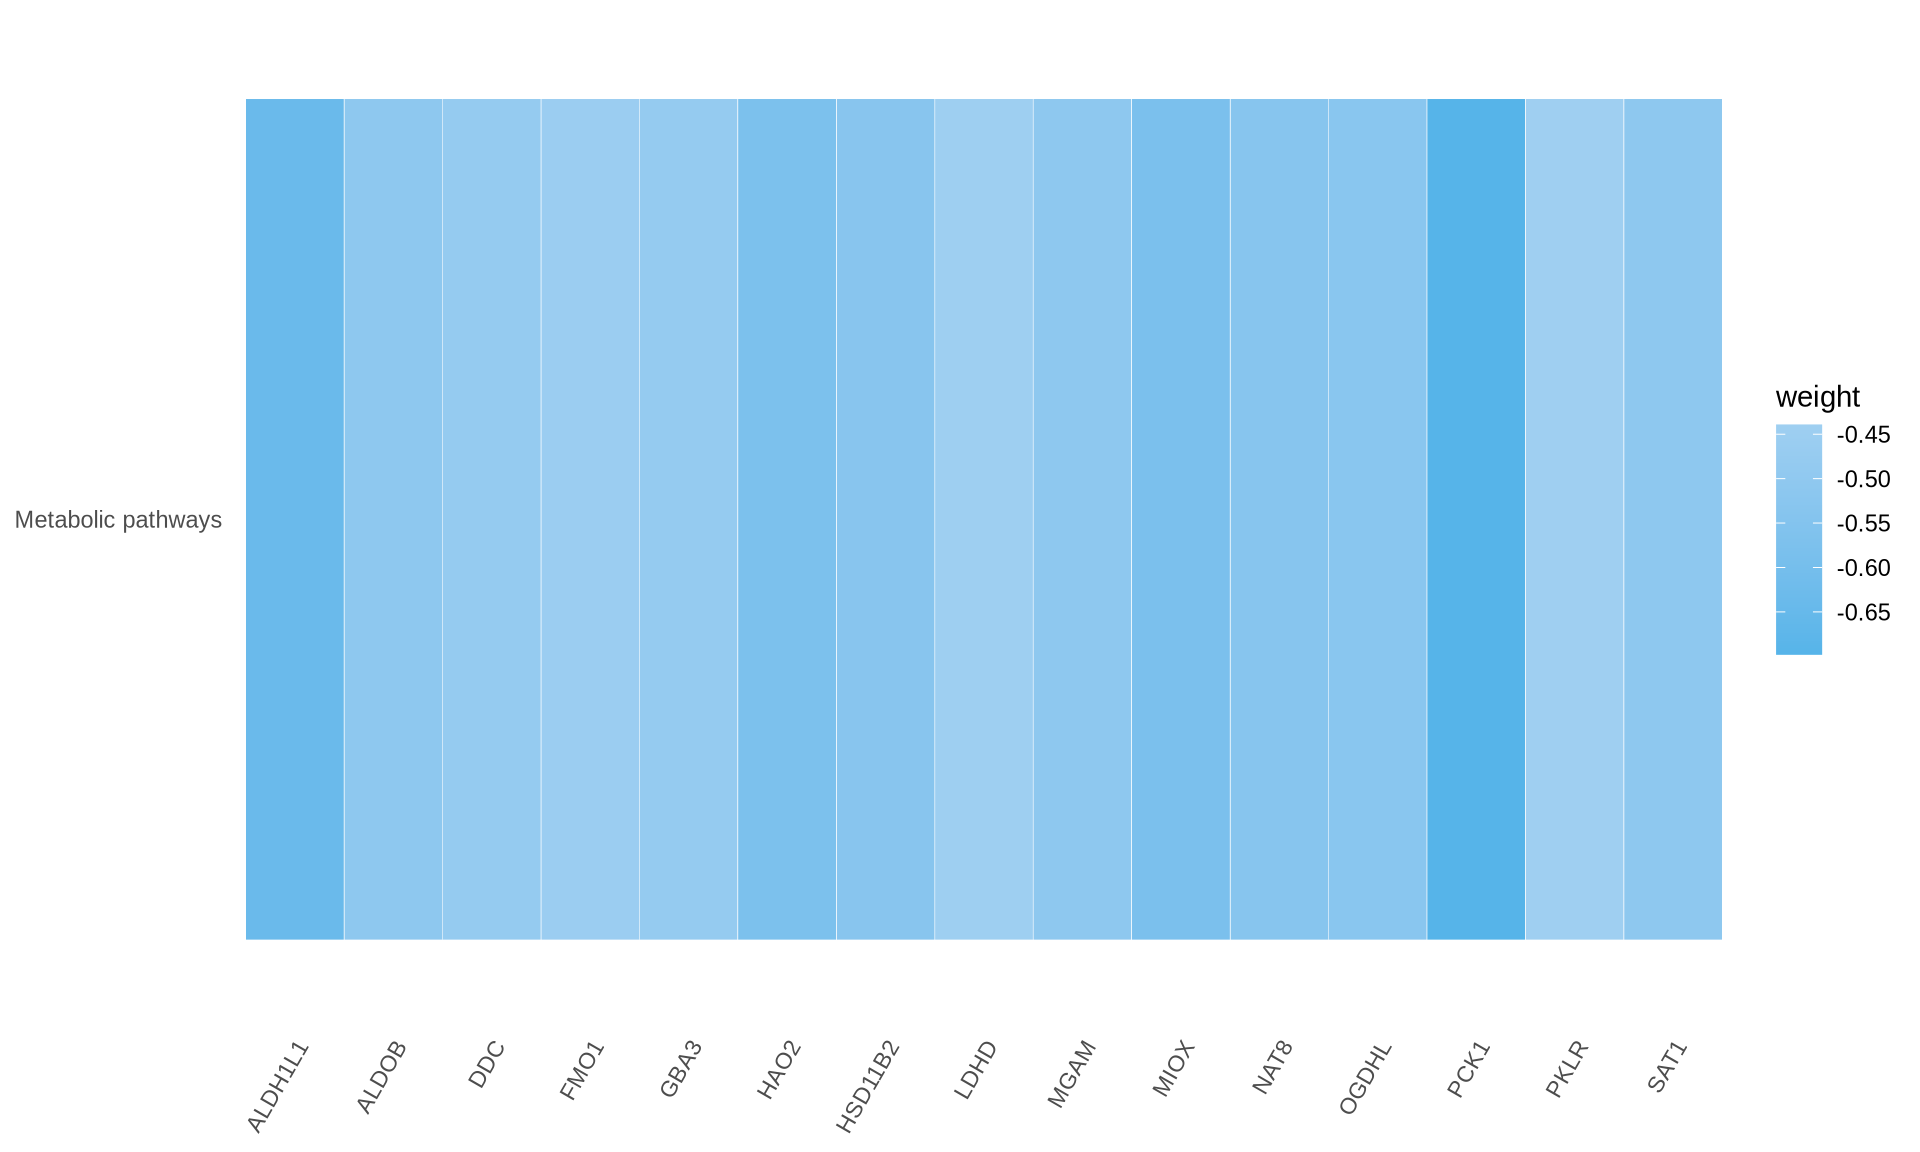 weight
-0.45
-0.50
-0.55
-0.60
-0.65
Metabolic pathways
ALDH1L1
ALDOB
DDC
FMO1
GBA3
HAO2
HSD11B2
LDHD
MGAM
MIOX
NAT8
OGDHL
PCK1
PKLR
SAT1